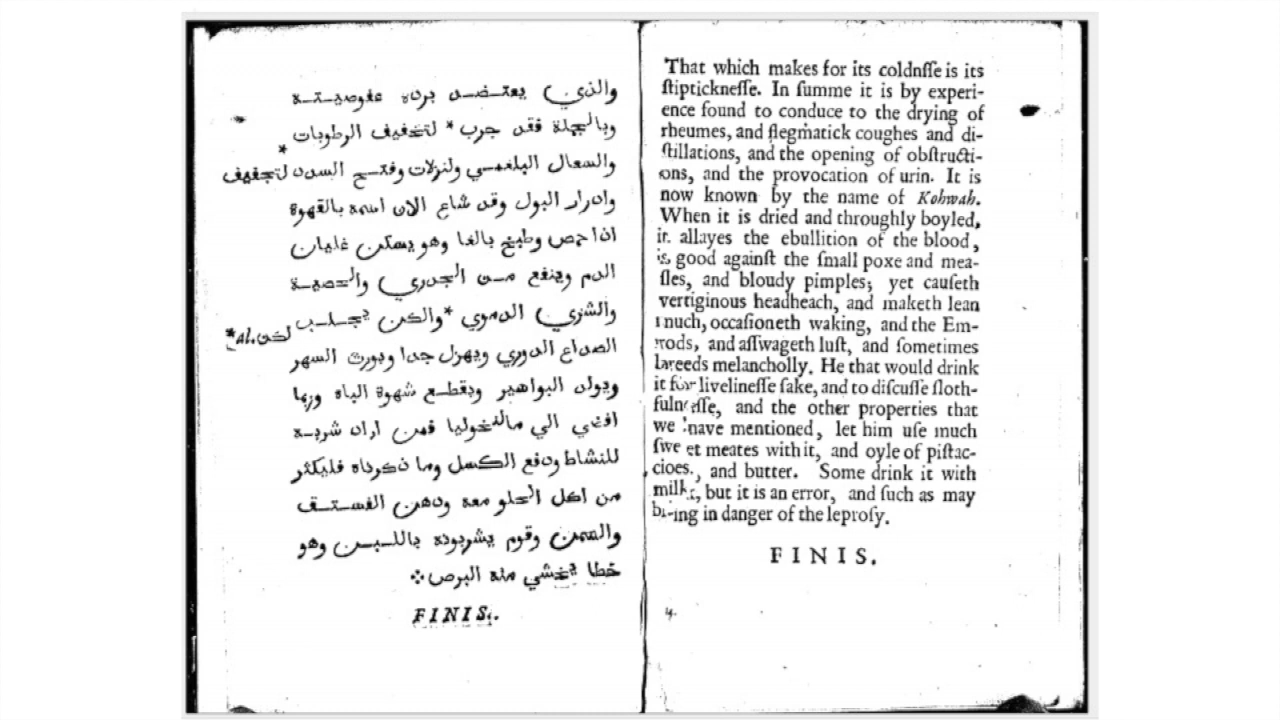 والذي يعتضد برده عفوصيته
وبالجملة فقد جرب * لتخفيف الرطوبات
والسعال البلغمي ولنزلات وفتح السدد
* لتجفيف
وادرار البول وقد شاع الان اسمه بالقهوة
اذا حمص وطبخ بالغا وهو يسكن غليان
الدم وينفع من الجدري والحصبة
والشري الدموي * والكن يجلب
* al. لكن
الصداع الدوري ويهزل جدا ويورث السهر
ويولد البواهير ويقطع شهوة الباه وربما
افضي الي مالنخوليا فمن اراد شربه
للنشاط ودفع الكسل وما ذكرناه فليكثر
من اكل الحلو معه ودهن الفستق
والسمن وقوم يشربونه باللبن وهو
خطا يخشي منه البرص
FINIS.
That which makes for its coldnſſe is its
ſtipticknеſſe. In ſumme it is by experi-
ence found to conduce to the drying of
rheumes, and flegmatick coughes and di-
ſtillations, and the opening of obſtructi-
ons, and the provocation of urin. It is
now known by the name of Kohwah.
When it is dried and throughly boyled,
it allayes the ebullition of the blood,
is good againſt the ſmall poxe and mea-
ſles, and bloudy pimples; yet cauſeth
vertiginous headheach, and maketh lean
much, occaſioneth waking, and the Em-
rods, and aſſwageth luſt, and ſometimes
breeds melancholly. He that would drink
it for livelineſſe ſake, and to diſcuſſe ſloth-
fulneſſe, and the other properties that
we have mentioned, let him uſe much
ſweet meates with it, and oyle of piſtac-
cioes, and butter. Some drink it with
milk, but it is an error, and ſuch as may
bring in danger of the leproſy.
FINIS.